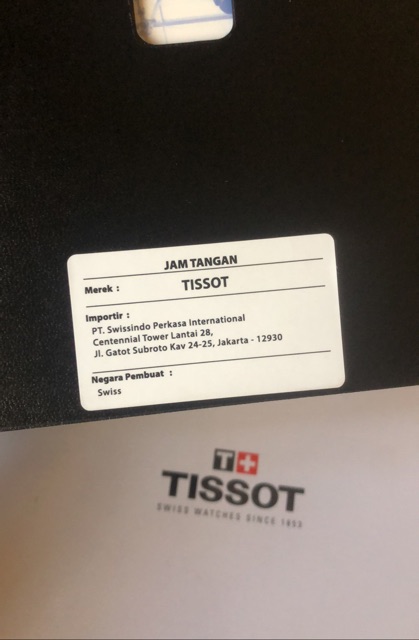 JAM TANGAN
Merek : TISSOT
Importir :
PT. Swissindo Perkasa International
Centennial Tower Lantai 28,
Jl. Gatot Subroto Kav 24-25, Jakarta - 12930
Negara Pembuat :
Swiss
T+
TISSOT
SWISS WATCHES SINCE 1853